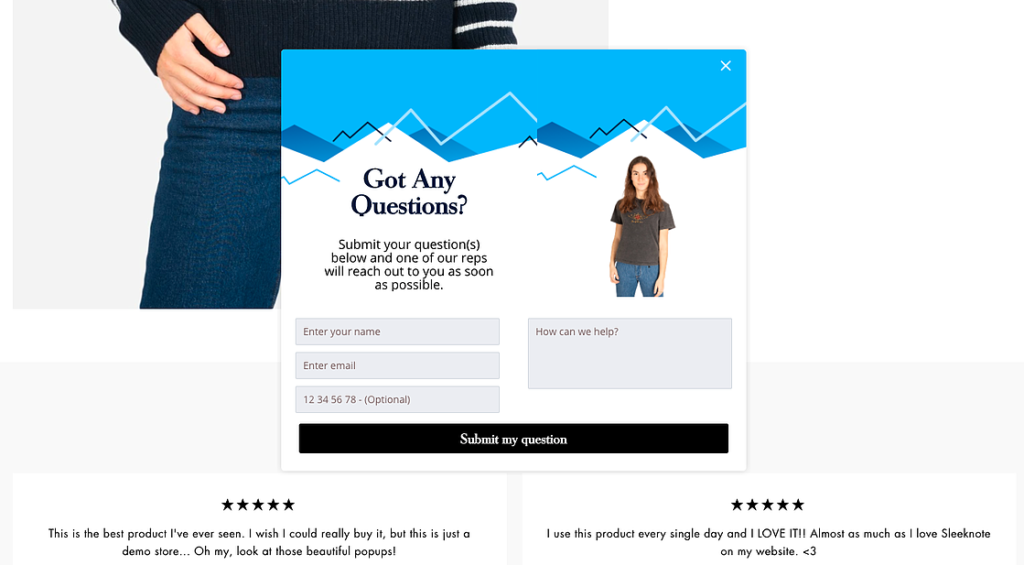 Got Any
Questions?
Submit your question(s)
below and one of our reps
will reach out to you as soon
as possible.
Enter your name
Enter email
12 34 56 78 - (Optional)
How can we help?
Submit my question
★★★★★
This is the best product I've ever seen. I wish I could really buy it, but this is just a
demo store... Oh my, look at those beautiful popups!
★★★★★
I use this product every single day and I LOVE IT!! Almost as much as I love Sleeknote
on my website. <3